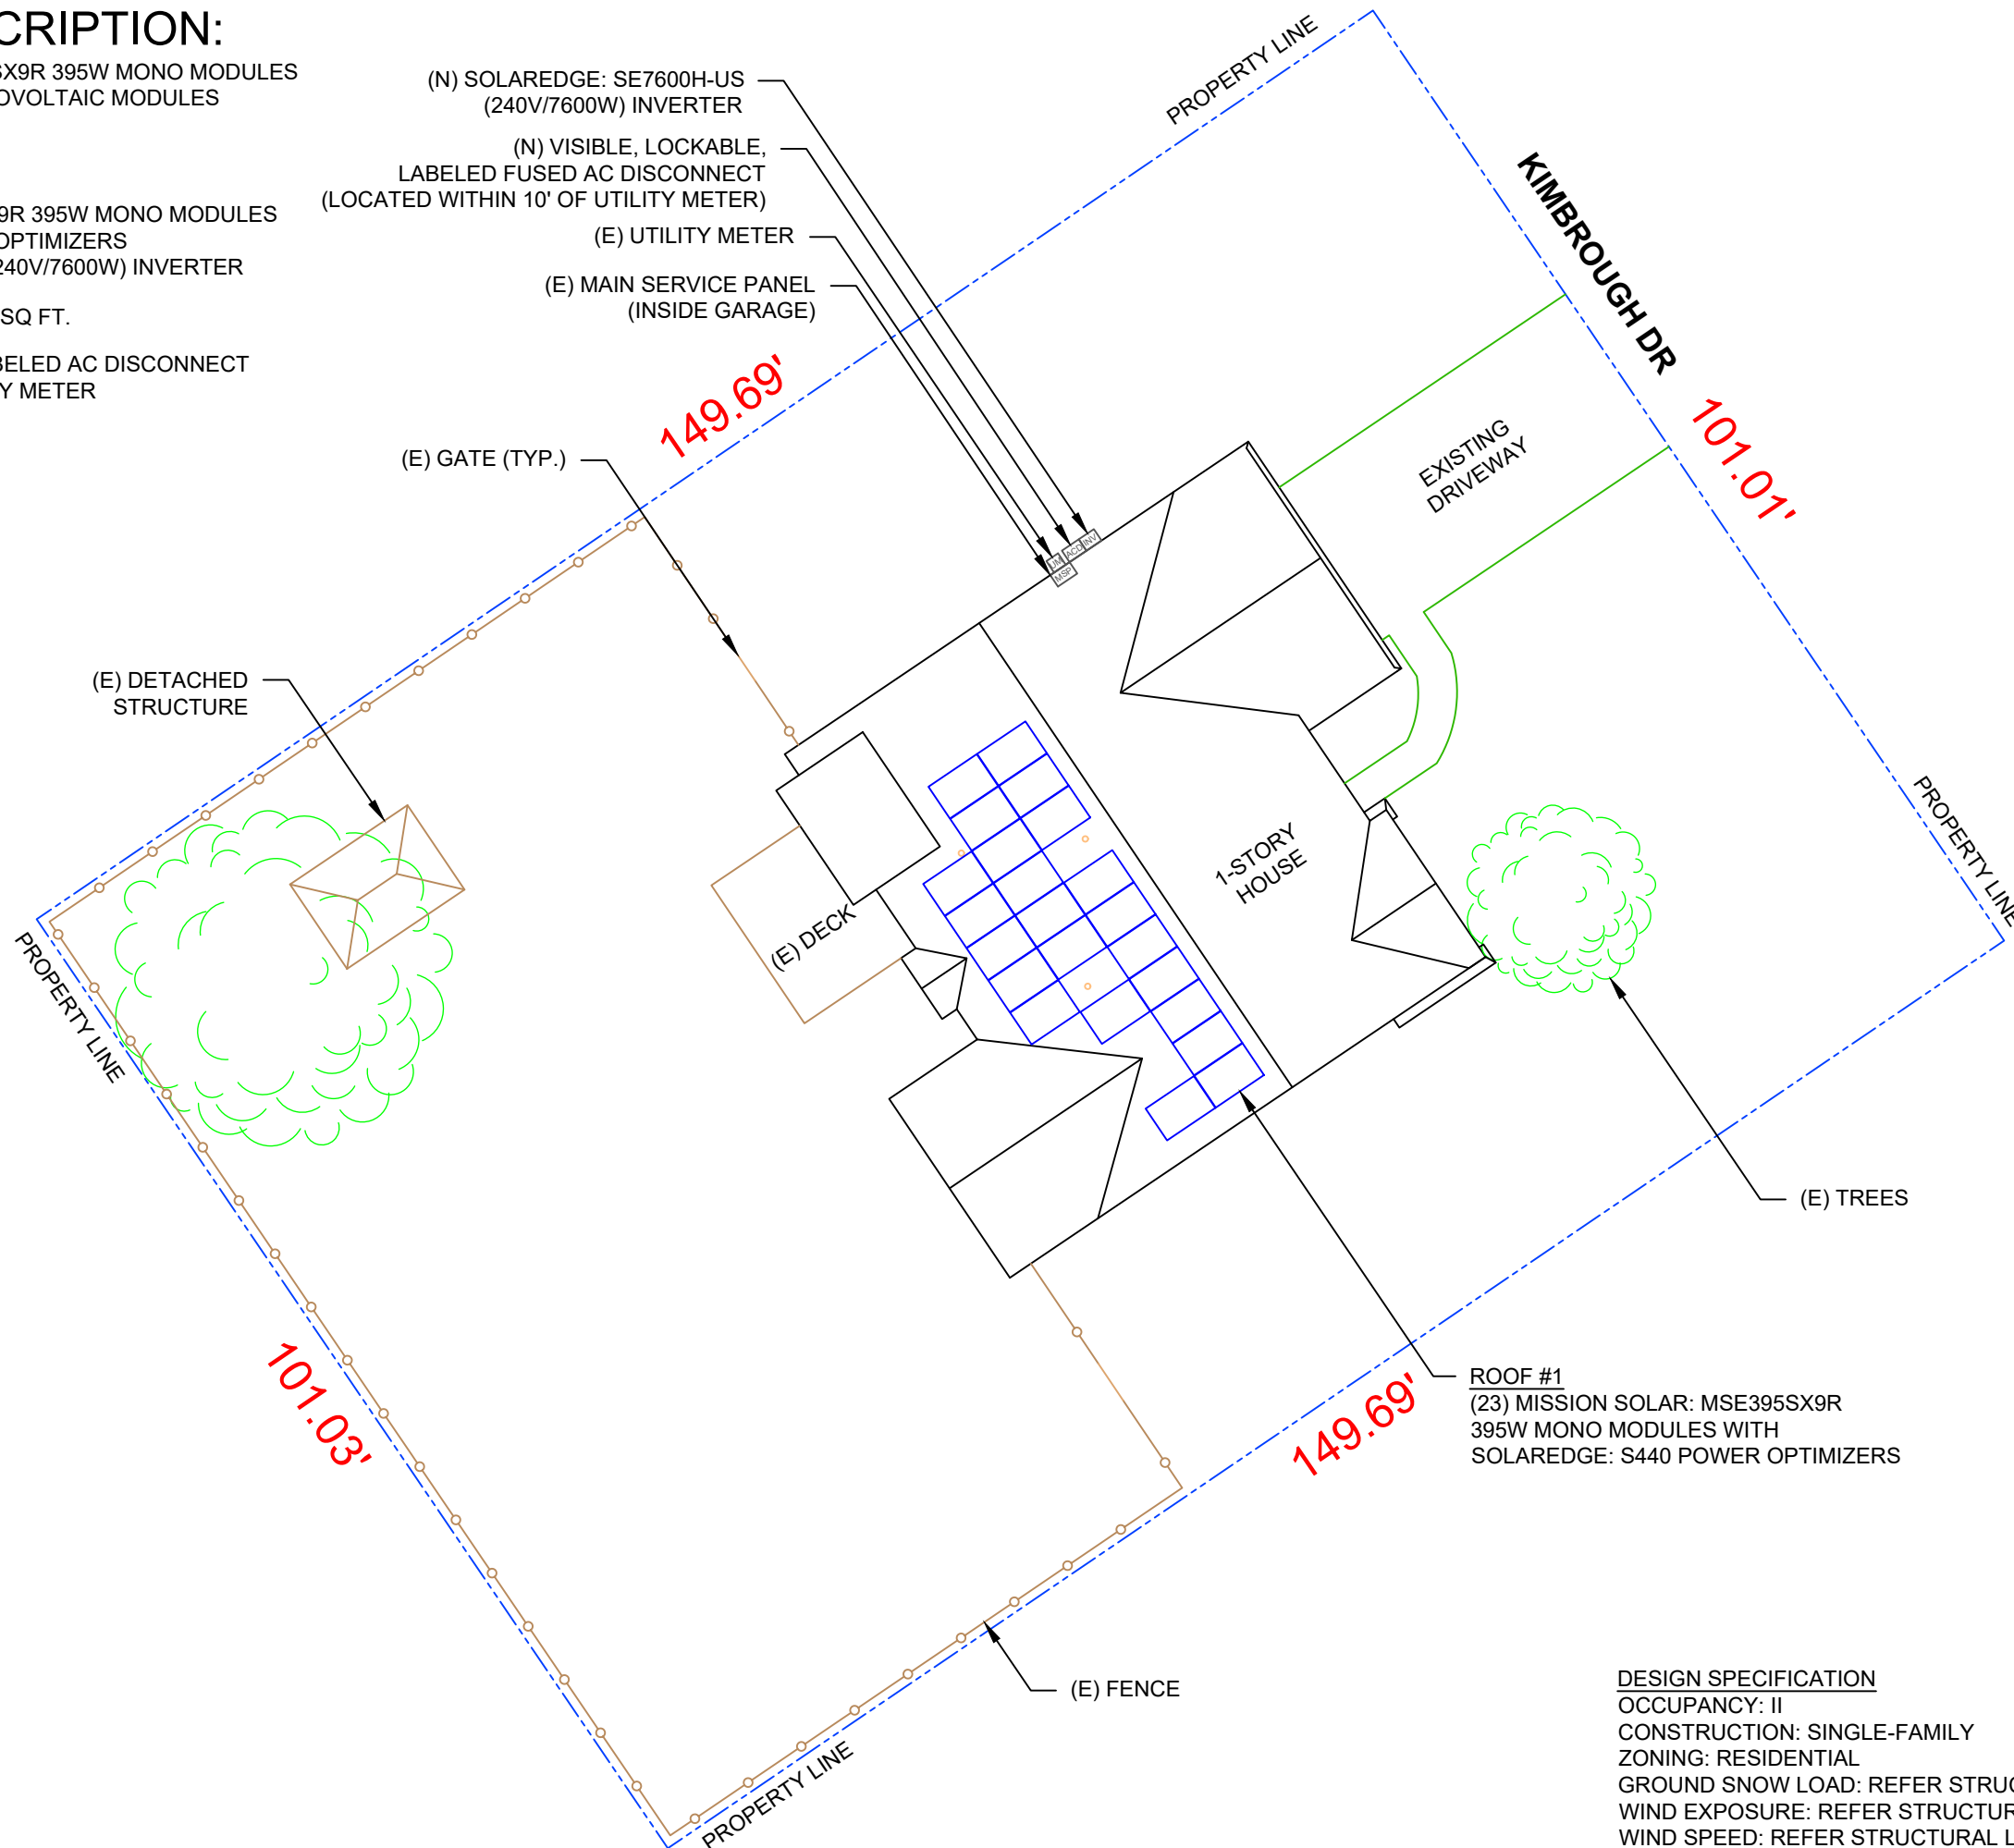 CRIPTION:
SX9R 395W MONO MODULES
OVOLTAIC MODULES
9R 395W MONO MODULES
OPTIMIZERS
240V/7600W) INVERTER
SQ FT.
BELED AC DISCONNECT
Y METER
(N) SOLAREDGE: SE7600H-US
(240V/7600W) INVERTER
(N) VISIBLE, LOCKABLE,
LABELED FUSED AC DISCONNECT
(LOCATED WITHIN 10' OF UTILITY METER)
(E) UTILITY METER
(E) MAIN SERVICE PANEL
(INSIDE GARAGE)
(E) GATE (TYP.)
(E) DETACHED
STRUCTURE
PROPERTY LINE
KIMBROUGH DR
149.69'
101.01'
EXISTING
DRIVEWAY
INV
ACD
UM
MSP
PROPERTY LINE
1-STORY
HOUSE
(E) DECK
PROPERTY LINE
(E) TREES
101.03'
149.69'
ROOF #1
(23) MISSION SOLAR: MSE395SX9R
395W MONO MODULES WITH
SOLAREDGE: S440 POWER OPTIMIZERS
(E) FENCE
PROPERTY LINE
DESIGN SPECIFICATION
OCCUPANCY: II
CONSTRUCTION: SINGLE-FAMILY
ZONING: RESIDENTIAL
GROUND SNOW LOAD: REFER STRUC
WIND EXPOSURE: REFER STRUCTUR
WIND SPEED: REFER STRUCTURAL L